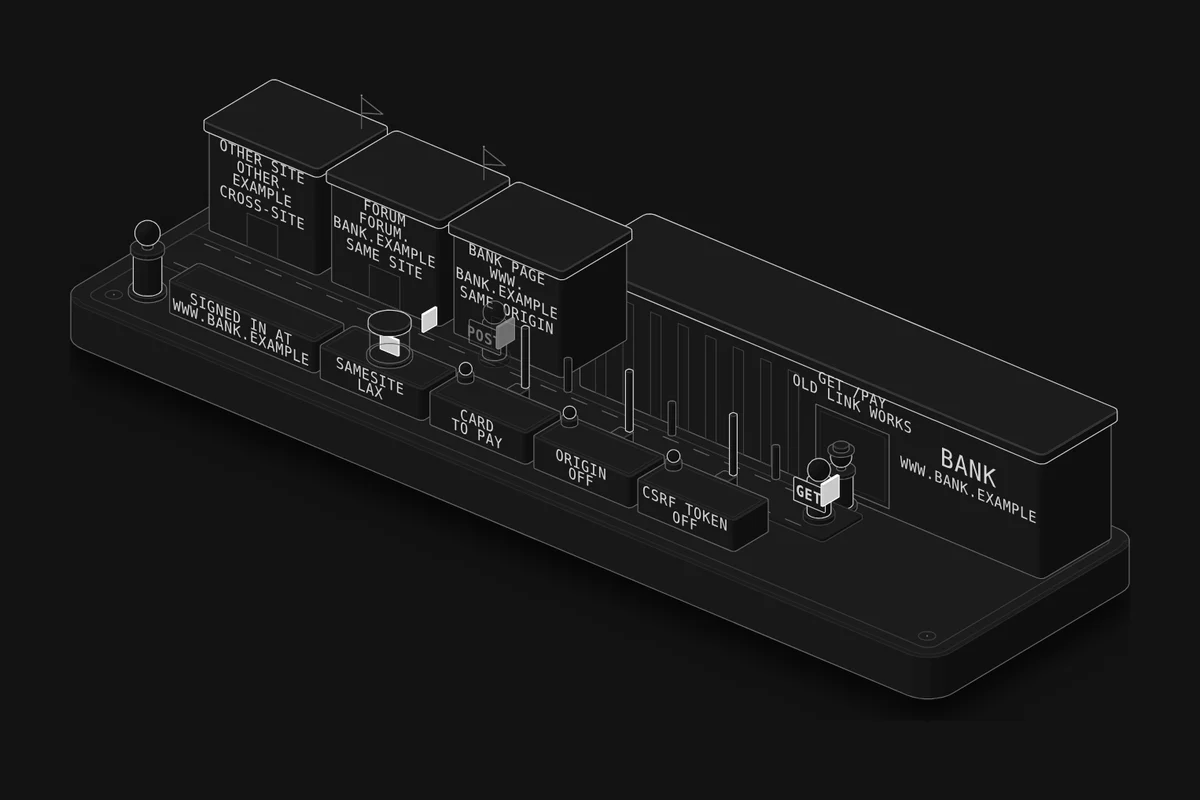 OTHER SITE
OTHER.
EXAMPLE
CROSS-SITE
FORUM
FORUM.
BANK.EXAMPLE
SAME SITE
BANK PAGE
WWW.
BANK.EXAMPLE
SAME ORIGIN
POST
SIGNED IN AT
WWW.BANK.EXAMPLE
SAMESITE
LAX
CARD
TO PAY
ORIGIN
OFF
CSRF TOKEN
OFF
GET /PAY
OLD LINK WORKS
GET
BANK
WWW.BANK.EXAMPLE